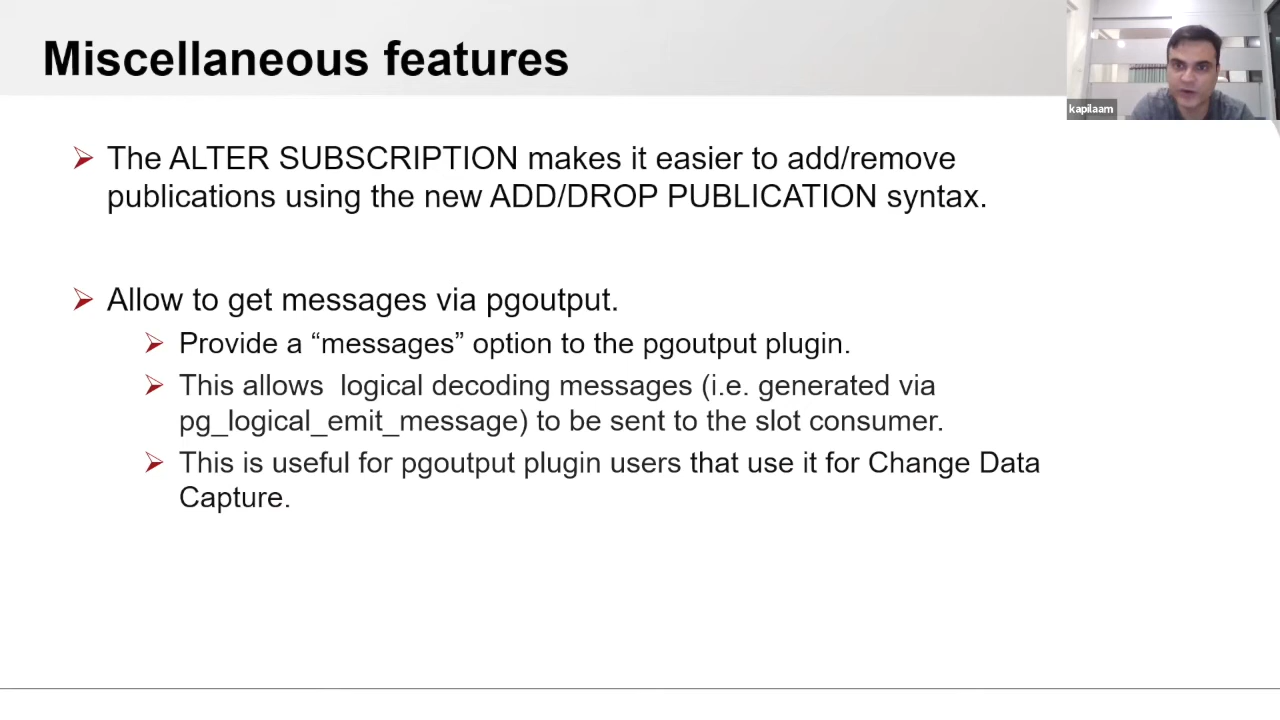 Miscellaneous features
kapilaam
The ALTER SUBSCRIPTION makes it easier to add/remove
publications using the new ADD/DROP PUBLICATION syntax.
Allow to get messages via pgoutput.
Provide a “messages” option to the pgoutput plugin.
This allows  logical decoding messages (i.e. generated via
pg_logical_emit_message) to be sent to the slot consumer.
This is useful for pgoutput plugin users that use it for Change Data
Capture.